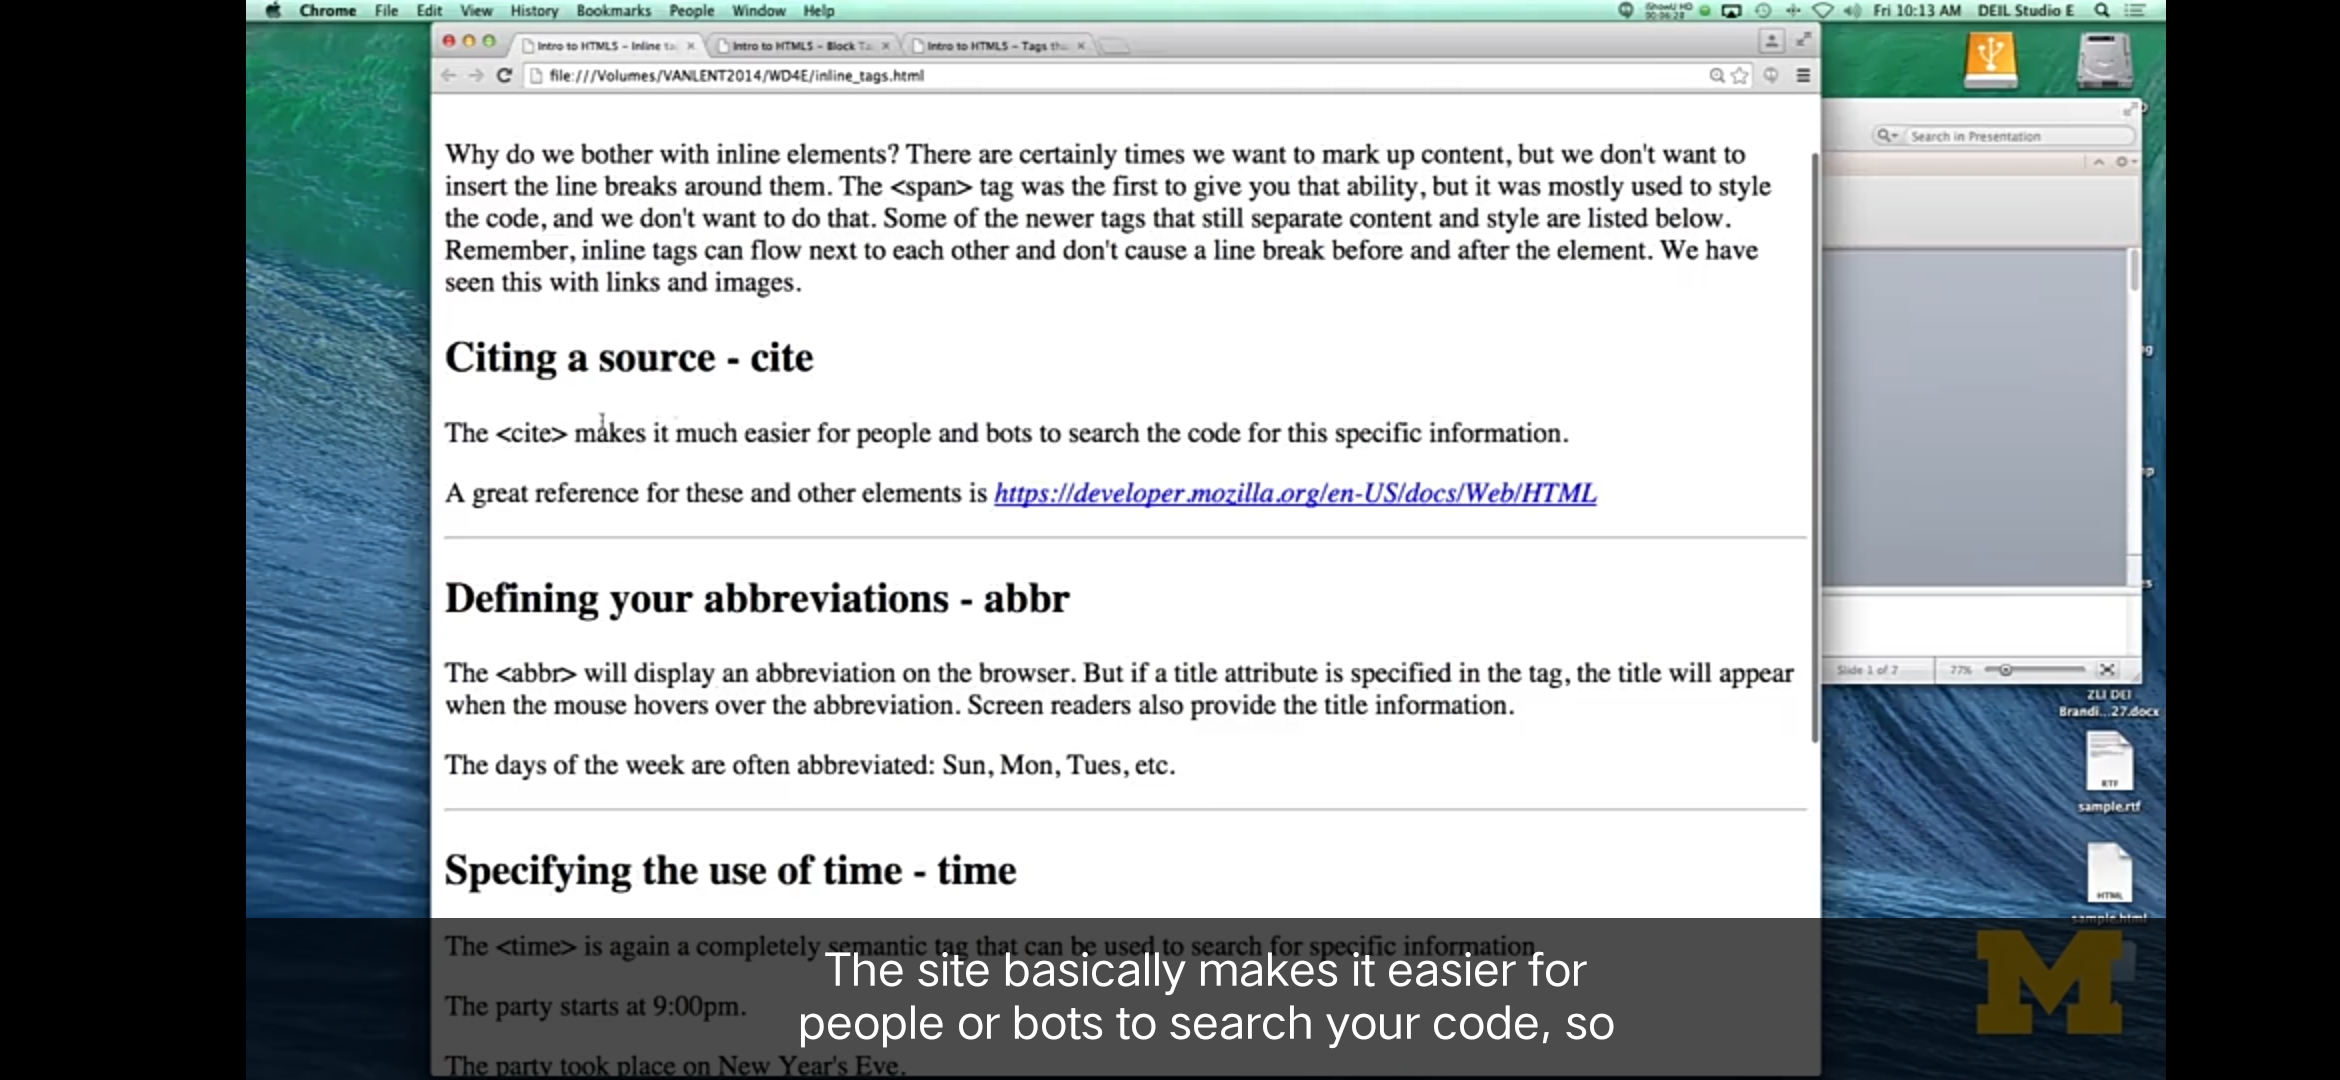 Chrome File Edit View History Bookmarks People Window Help
Fri 10:13 AM DEIL Studio E
Intro to HTML5 – Inline ta
Intro to HTML5 – Block Ta
Intro to HTML5 – Tags tha
file:///Volumes/VANLENT2014/WD4E/inline_tags.html
Search in Presentation
Why do we bother with inline elements? There are certainly times we want to mark up content, but we don't want to
insert the line breaks around them. The <span> tag was the first to give you that ability, but it was mostly used to style
the code, and we don't want to do that. Some of the newer tags that still separate content and style are listed below.
Remember, inline tags can flow next to each other and don't cause a line break before and after the element. We have
seen this with links and images.
Citing a source - cite
The <cite> makes it much easier for people and bots to search the code for this specific information.
A great reference for these and other elements is https://developer.mozilla.org/en-US/docs/Web/HTML
Defining your abbreviations - abbr
The <abbr> will display an abbreviation on the browser. But if a title attribute is specified in the tag, the title will appear
when the mouse hovers over the abbreviation. Screen readers also provide the title information.
The days of the week are often abbreviated: Sun, Mon, Tues, etc.
Specifying the use of time - time
The <time> is again a completely semantic tag that can be used to search for specific information
The party starts at 9:00pm.
The party took place on New Year's Eve.
Slide 1 of 7
77%
ZLI DEI
Brandi...27.docx
RTF
sample.rtf
HTML
sample.html
M
The site basically makes it easier for
people or bots to search your code, so